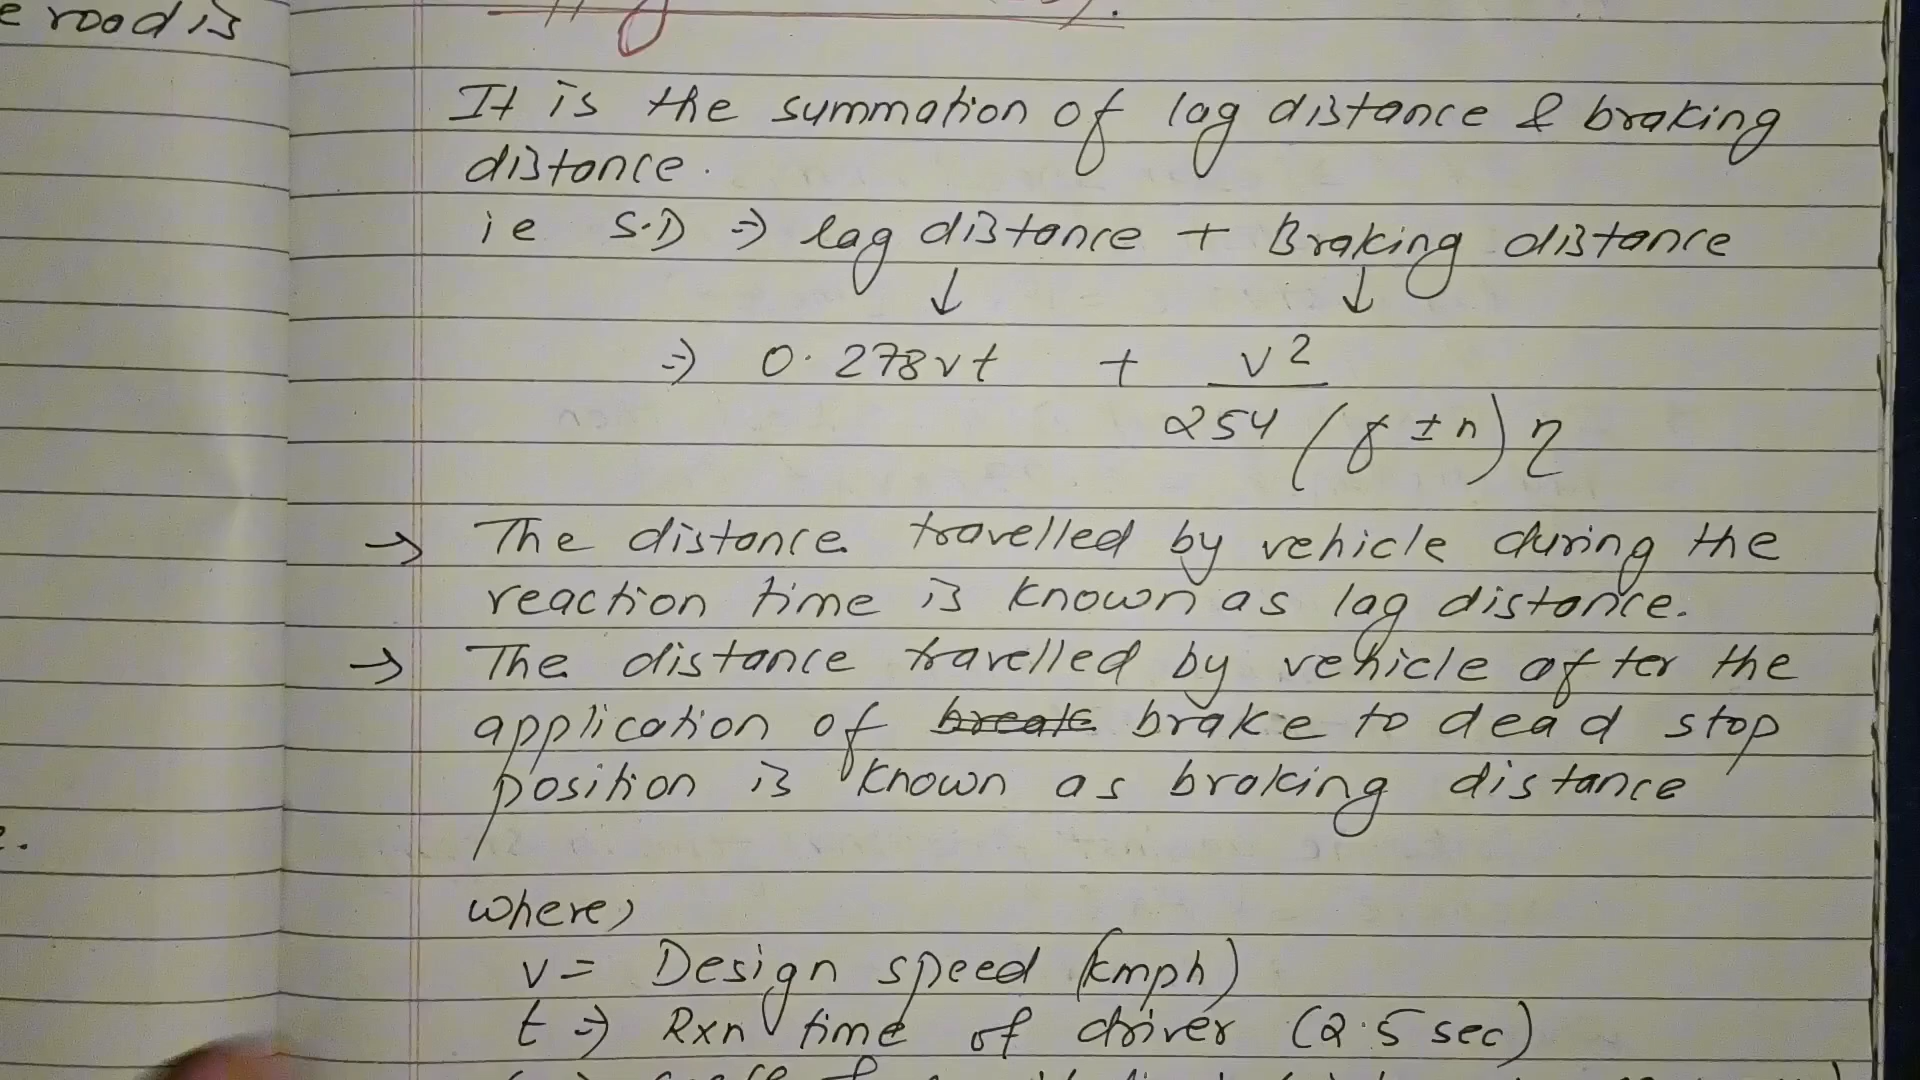 e road is
It is the summation of lag distance & braking
distance.
ie S.D ⇒ lag distance + Braking distance
↓ ↓
⇒ 0.278vt + v²
254 (f ± n) η
→ The distance travelled by vehicle during the
reaction time is known as lag distance.
→ The distance travelled by vehicle after the
application of break brake to dead stop
position is known as braking distance
e.
where,
v = Design speed (kmph)
t ⇒ Rxn time of driver (2.5 sec)